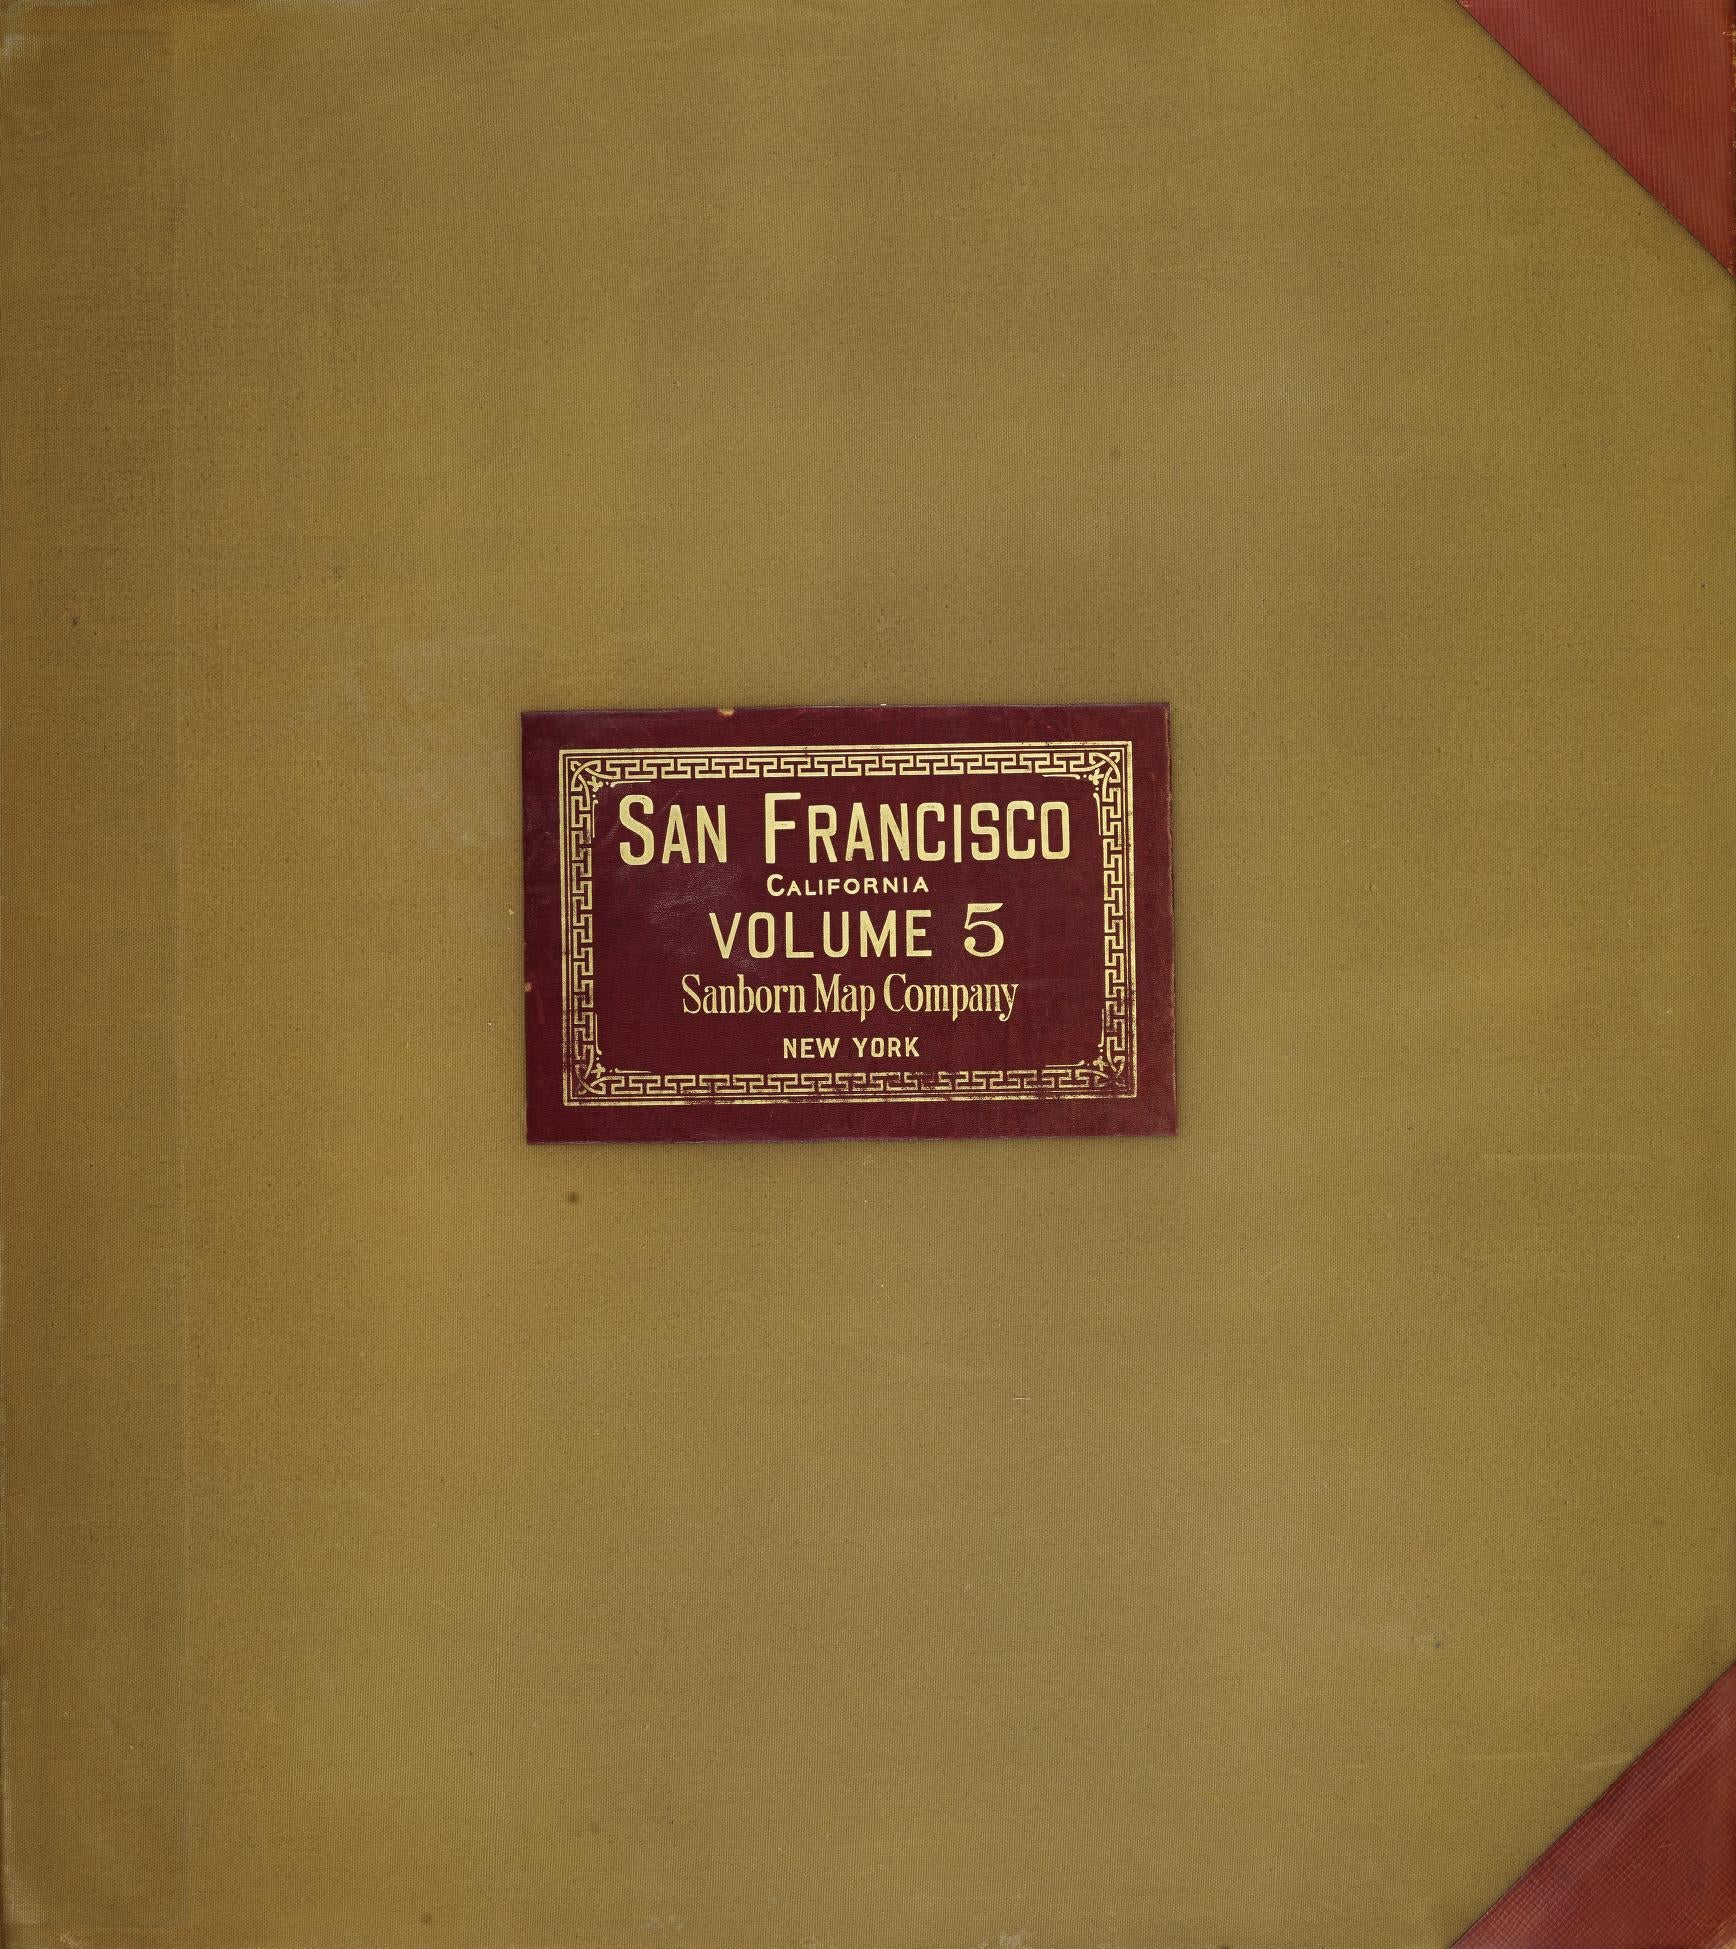 SAN FRANCISCO
CALIFORNIA
VOLUME 5
Sanborn Map Company
NEW YORK